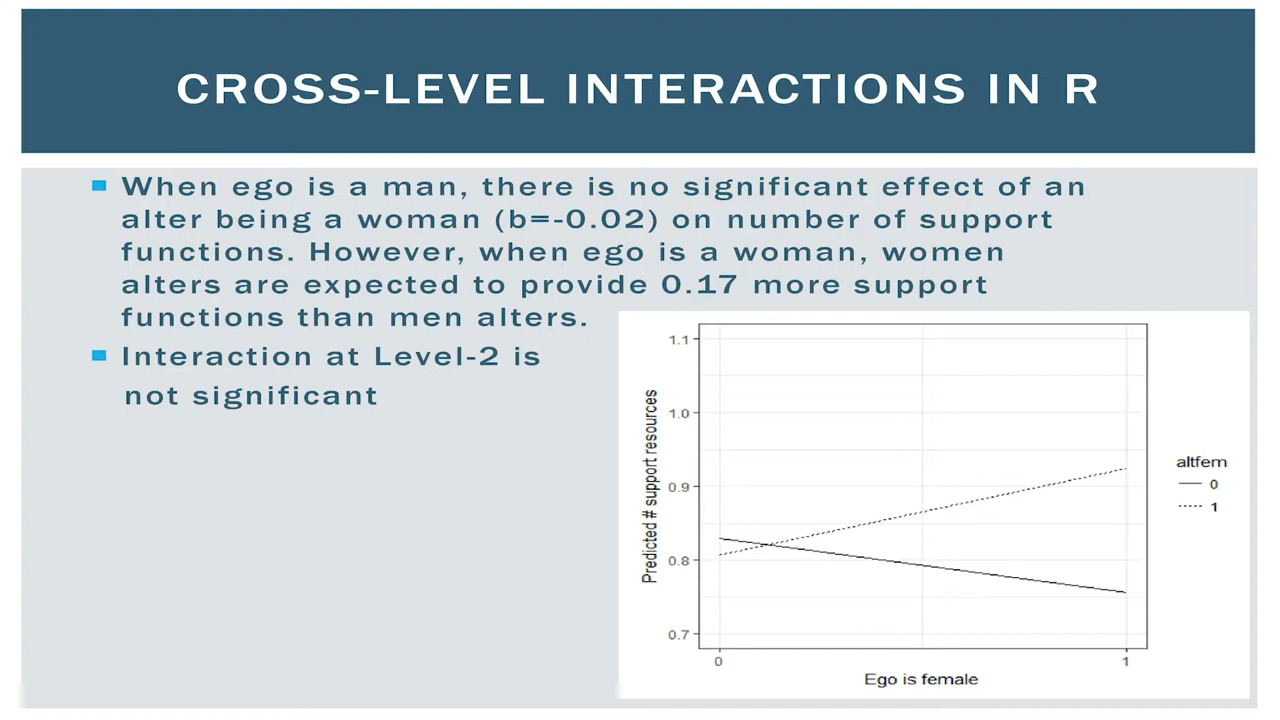 CROSS-LEVEL INTERACTIONS IN R
When ego is a man, there is no significant effect of an
alter being a woman (b=-0.02) on number of support
functions. However, when ego is a woman, women
alters are expected to provide 0.17 more support
functions than men alters.
Interaction at Level-2 is
not significant
Predicted # support resources
1.1
1.0
0.9
0.8
0.7
0
1
Ego is female
altfem
0
1